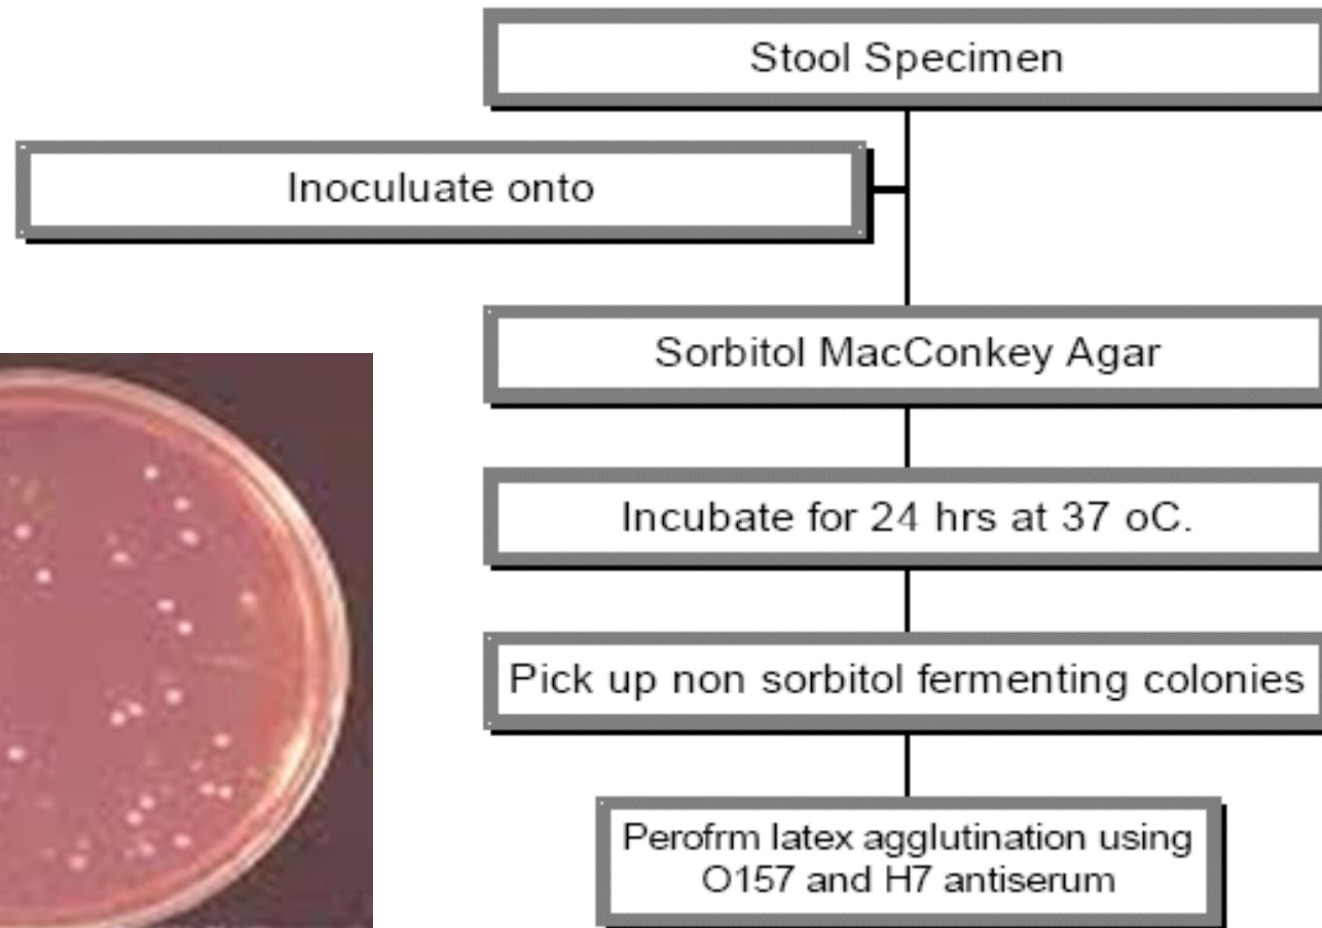 Stool Specimen
Inoculuate onto
Sorbitol MacConkey Agar
Incubate for 24 hrs at 37 oC.
Pick up non sorbitol fermenting colonies
Perofrm latex agglutination using
O157 and H7 antiserum